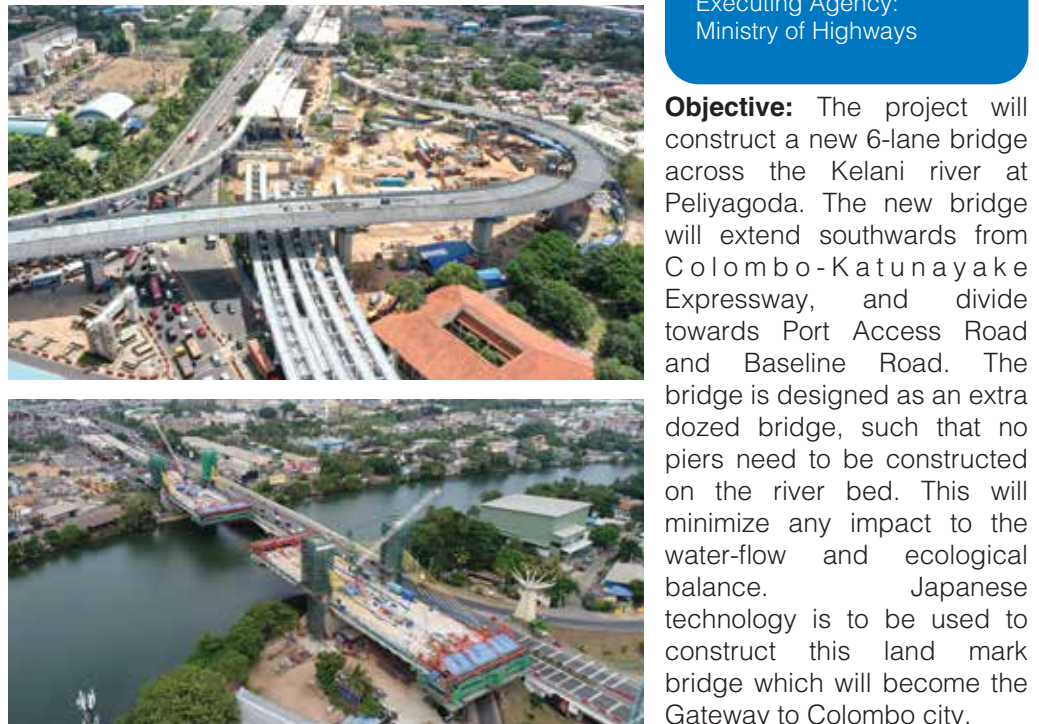 Executing Agency:
Ministry of Highways
Objective: The project will
construct a new 6-lane bridge
across the Kelani river at
Peliyagoda. The new bridge
will extend southwards from
Colombo-Katunayake
Expressway, and divide
towards Port Access Road
and Baseline Road. The
bridge is designed as an extra
dozed bridge, such that no
piers need to be constructed
on the river bed. This will
minimize any impact to the
water-flow and ecological
balance. Japanese
technology is to be used to
construct this land mark
bridge which will become the
Gateway to Colombo city.